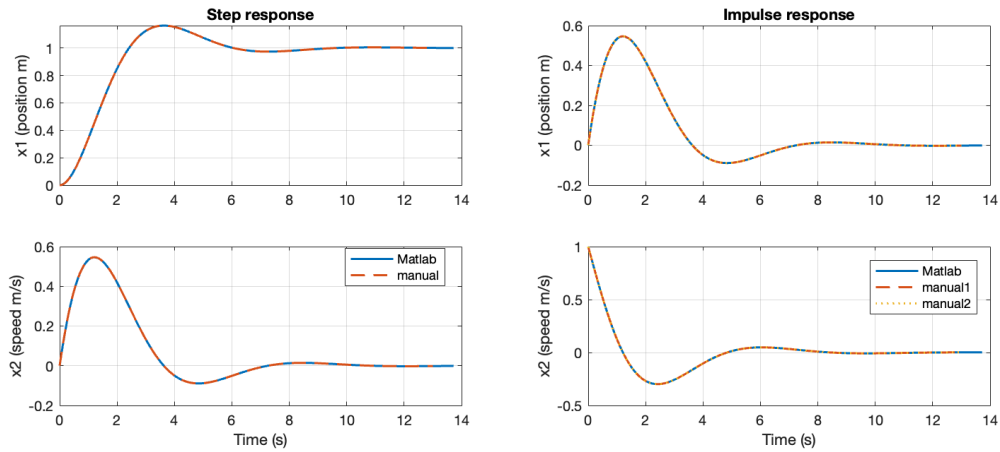 Step response
x1 (position m)
1
0.8
0.6
0.4
0.2
0
0 2 4 6 8 10 12 14
Impulse response
x1 (position m)
0.6
0.4
0.2
0
-0.2
0 2 4 6 8 10 12 14
x2 (speed m/s)
0.6
0.4
0.2
0
-0.2
Matlab
manual
0 2 4 6 8 10 12 14
Time (s)
x2 (speed m/s)
1
0.5
0
-0.5
Matlab
manual1
manual2
0 2 4 6 8 10 12 14
Time (s)